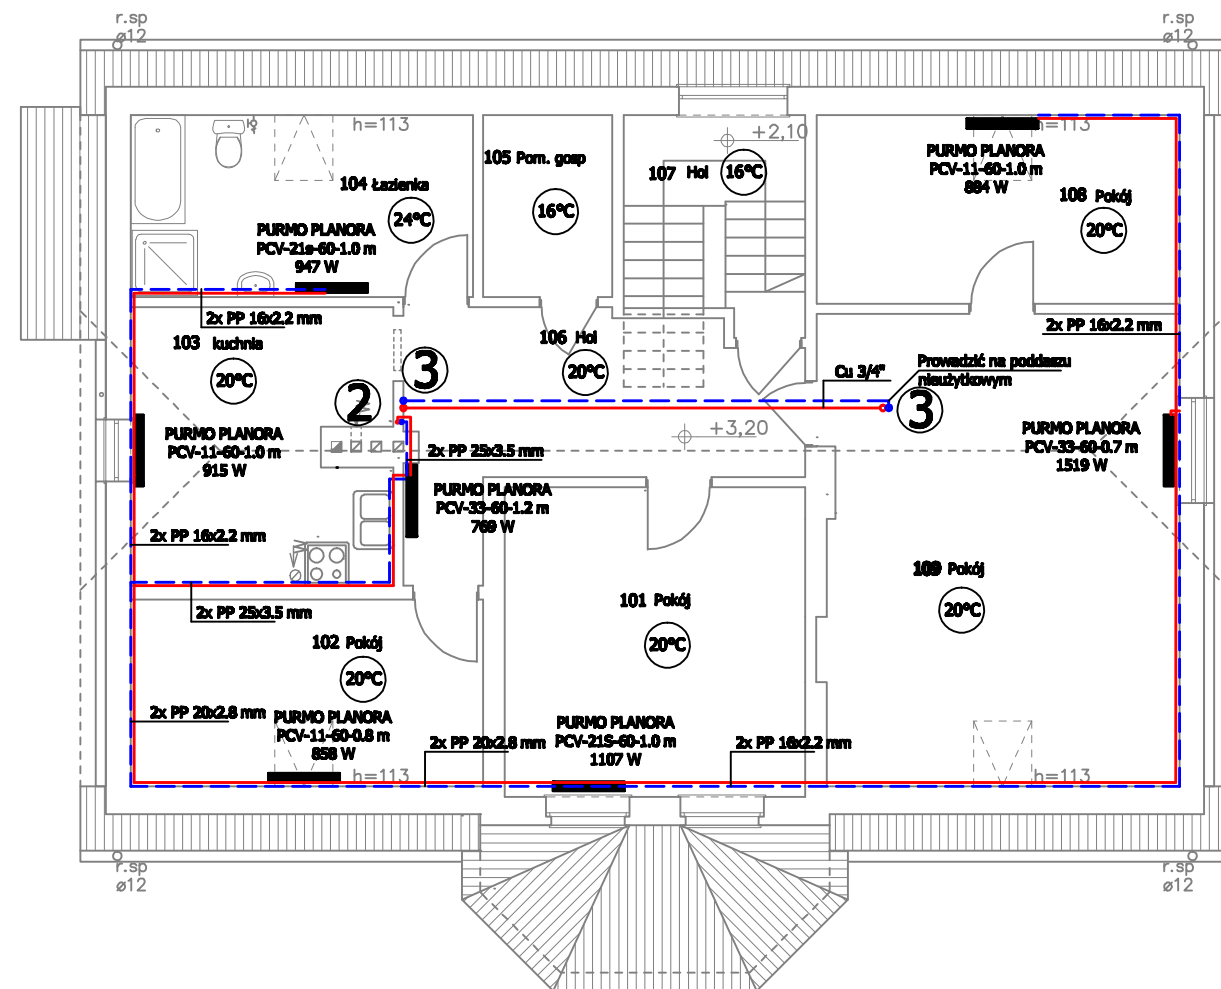 r.sp
ø12
r.sp
ø12
h=113
+2,10
h=113
105 Pom. gosp
107 Hol
16°C
PURMO PLANORA
PCV-11-60-1.0 m
884 W
104 Łazienka
24°C
16°C
108 Pokój
20°C
PURMO PLANORA
PCV-21s-60-1.0 m
947 W
2x PP 16x2.2 mm
103 kuchnia
20°C
3
106 Hol
20°C
2x PP 16x2.2 mm
Cu 3/4"
Prowadzić na poddaszu
nieużytkowym
3
2
+3,20
PURMO PLANORA
PCV-11-60-1.0 m
915 W
2x PP 25x3.5 mm
PURMO PLANORA
PCV-33-60-0.7 m
1519 W
PURMO PLANORA
PCV-33-60-1.2 m
769 W
2x PP 16x2.2 mm
109 Pokój
20°C
2x PP 25x3.5 mm
101 Pokój
20°C
102 Pokój
20°C
2x PP 20x2.8 mm
PURMO PLANORA
PCV-11-60-0.8 m
858 W
2x PP 20x2.8 mm
PURMO PLANORA
PCV-21S-60-1.0 m
1107 W
2x PP 16x2.2 mm
h=113
h=113
r.sp
ø12
r.sp
ø12